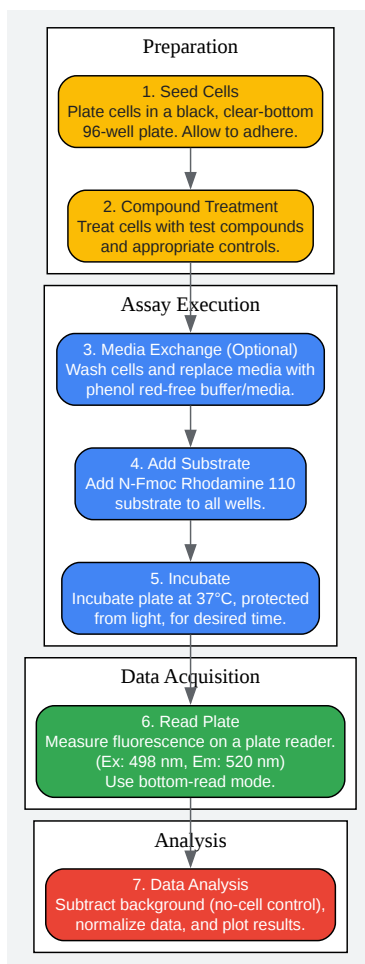 Preparation
1. Seed Cells
Plate cells in a black, clear-bottom
96-well plate. Allow to adhere.
2. Compound Treatment
Treat cells with test compounds
and appropriate controls.
Assay Execution
3. Media Exchange (Optional)
Wash cells and replace media with
phenol red-free buffer/media.
4. Add Substrate
Add N-Fmoc Rhodamine 110
substrate to all wells.
5. Incubate
Incubate plate at 37°C, protected
from light, for desired time.
Data Acquisition
6. Read Plate
Measure fluorescence on a plate reader.
(Ex: 498 nm, Em: 520 nm)
Use bottom-read mode.
Analysis
7. Data Analysis
Subtract background (no-cell control),
normalize data, and plot results.